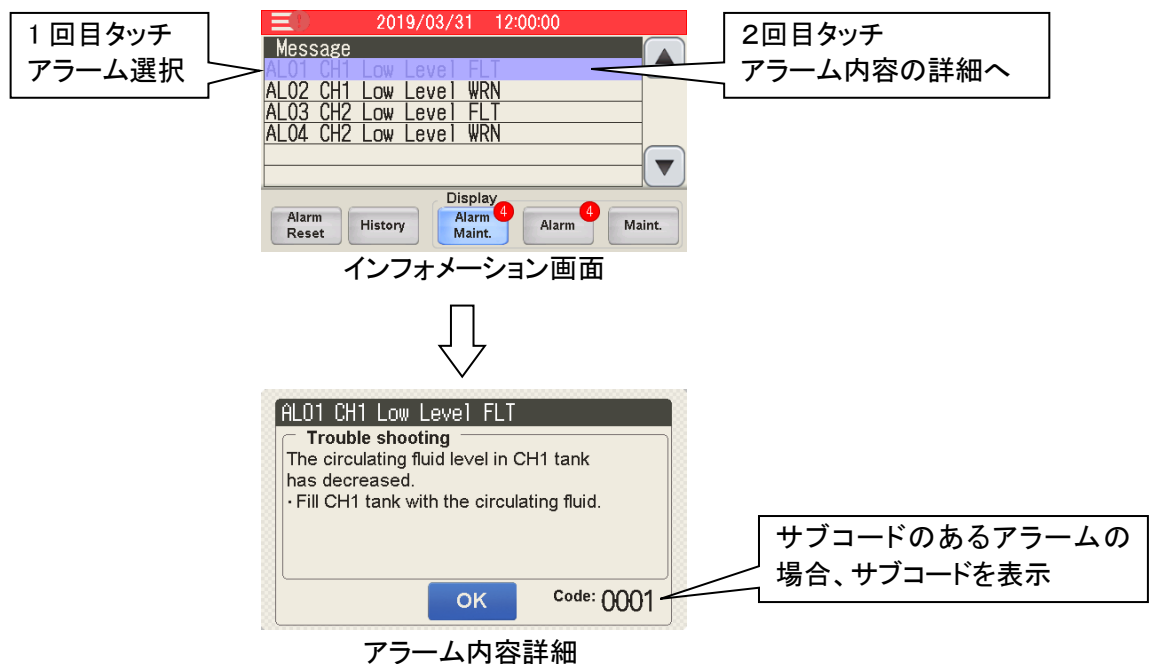 1回目タッチ
アラーム選択
2019/03/31 12:00:00
2回目タッチ
アラーム内容の詳細へ
Message
AL01 CH1 Low Level FLT
AL02 CH1 Low Level WRN
AL03 CH2 Low Level FLT
AL04 CH2 Low Level WRN
Display
Alarm
Reset
History
Alarm
Maint.
4
Alarm
4
Maint.
インフォメーション画面
AL01 CH1 Low Level FLT
Trouble shooting
The circulating fluid level in CH1 tank
has decreased.
・Fill CH1 tank with the circulating fluid.
サブコードのあるアラームの
場合、サブコードを表示
OK
Code: 0001
アラーム内容詳細